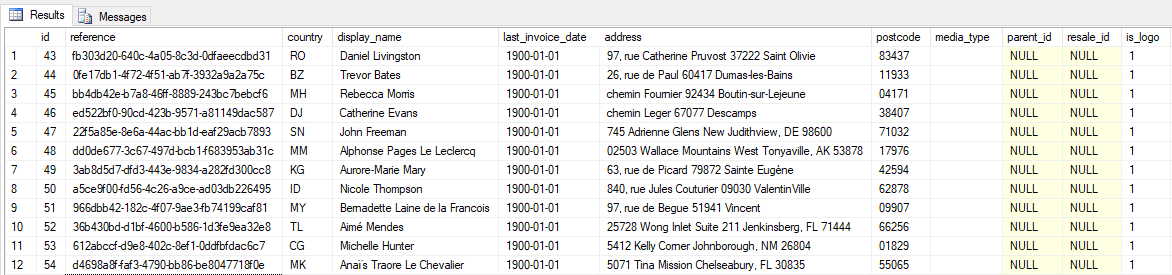 Results Messages
id reference country display_name last_invoice_date address postcode media_type parent_id resale_id is_logo
1 43 fb303d20-640c-4a05-8c3d-0dfaeecdbd31 RO Daniel Livingston 1900-01-01 97, rue Catherine Pruvost 37222 Saint Olivie 83437 NULL NULL 1
2 44 0fe17db1-4f72-4f51-ab7f-3932a9a2a75c BZ Trevor Bates 1900-01-01 26, rue de Paul 60417 Dumas-les-Bains 11933 NULL NULL 1
3 45 bb4db42e-b7a8-46ff-8889-243bc7bebcf6 MH Rebecca Morris 1900-01-01 chemin Fournier 92434 Boutin-sur-Lejeune 04171 NULL NULL 1
4 46 ed522bf0-90cd-423b-9571-a81149dac587 DJ Catherine Evans 1900-01-01 chemin Leger 67077 Descamps 38407 NULL NULL 1
5 47 22f5a85e-8e6a-44ac-bb1d-eaf29acb7893 SN John Freeman 1900-01-01 745 Adrienne Glens New Judithview, DE 98600 71032 NULL NULL 1
6 48 dd0de677-3c67-497d-bcb1-f683953ab31c MM Alphonse Pages Le Leclercq 1900-01-01 02503 Wallace Mountains West Tonyaville, AK 53878 17976 NULL NULL 1
7 49 3ab8d5d7-dfd3-443e-9834-a282fd300cc8 KG Aurore-Marie Mary 1900-01-01 63, rue de Picard 79872 Sainte Eugène 42594 NULL NULL 1
8 50 a5ce9f00-fd56-4c26-a9ce-ad03db226495 ID Nicole Thompson 1900-01-01 840, rue Jules Couturier 09030 ValentinVille 62878 NULL NULL 1
9 51 966dbb42-182c-4f07-9ae3-fb74199caf81 MY Bernadette Laine de la Francois 1900-01-01 97, rue de Begue 51941 Vincent 09907 NULL NULL 1
10 52 36b430bd-d1bf-4600-b586-1d3fe9ea32e8 TL Aimé Mendes 1900-01-01 25728 Wong Inlet Suite 211 Jenkinsberg, FL 71444 66256 NULL NULL 1
11 53 612abccf-d9e8-402c-8ef1-0ddfbfdac6c7 CG Michelle Hunter 1900-01-01 5412 Kelly Corner Johnborough, NM 26804 01829 NULL NULL 1
12 54 d4698a8f-faf3-4790-bb86-be8047718f0e MK Anaïs Traore Le Chevalier 1900-01-01 5071 Tina Mission Chelseabury, FL 30835 55065 NULL NULL 1